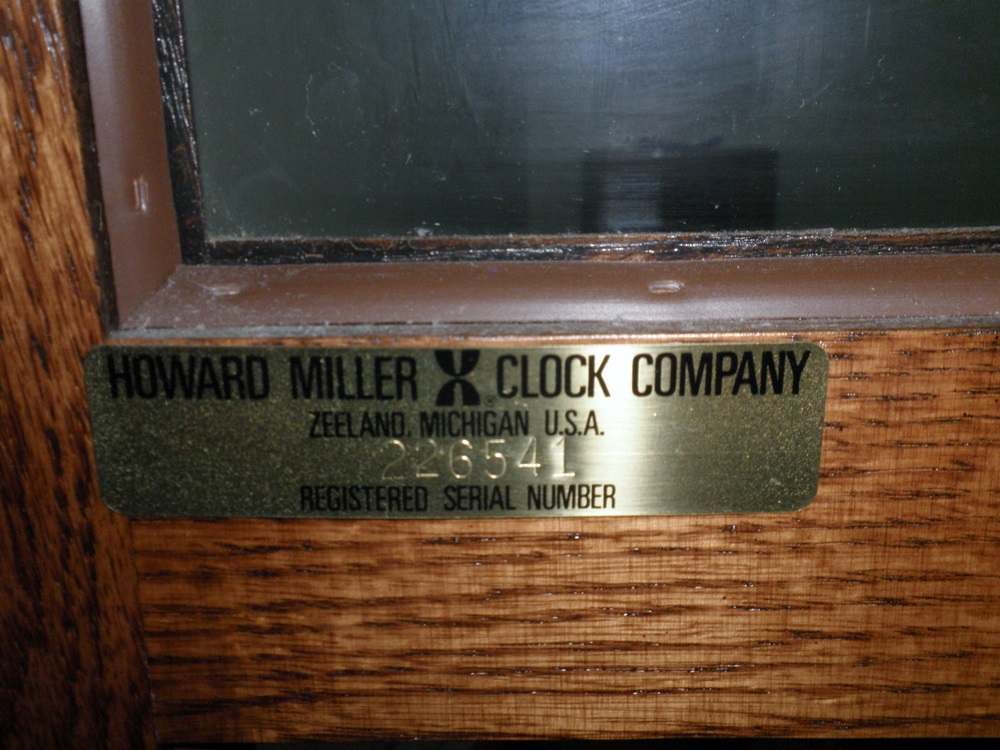 HOWARD MILLER CLOCK COMPANY
ZEELAND, MICHIGAN U.S.A.
226541
REGISTERED SERIAL NUMBER